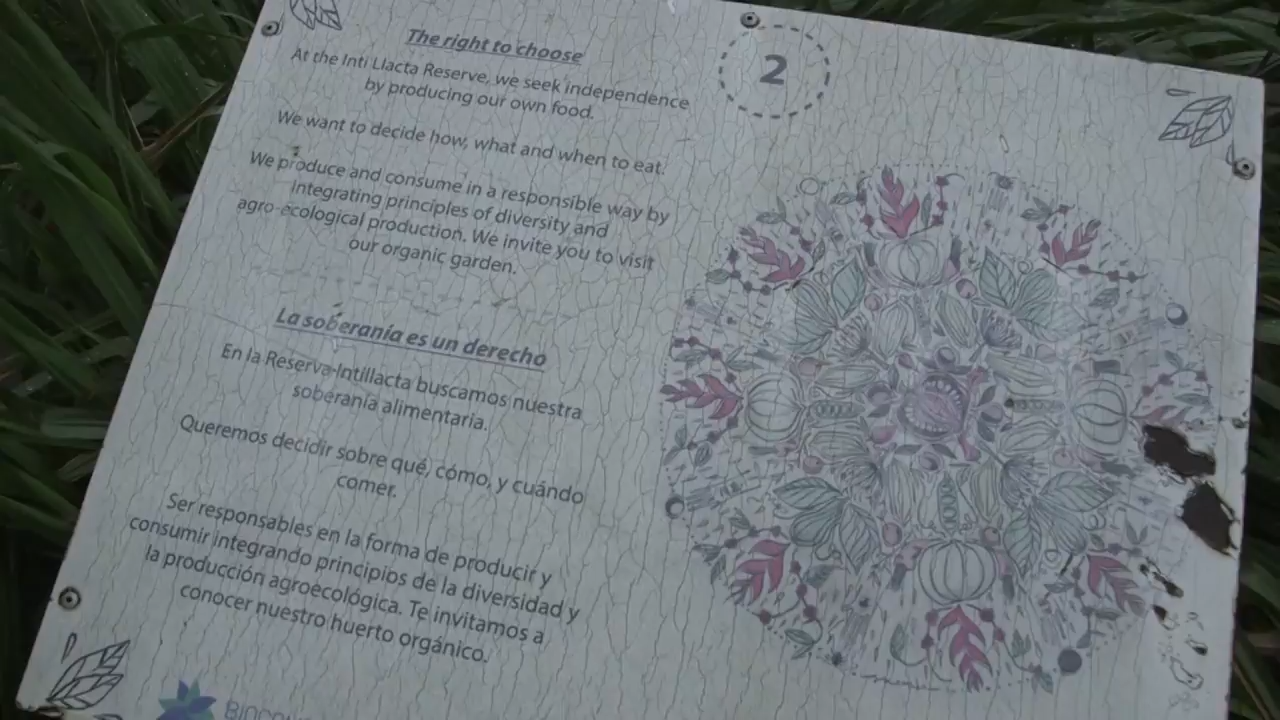 The right to choose
At the Inti Llacta Reserve, we seek independence
by producing our own food.
We want to decide how, what and when to eat.
We produce and consume in a responsible way by
integrating principles of diversity and
agro-ecological production. We invite you to visit
our organic garden.
2
La soberanía es un derecho
En la Reserva Intillacta buscamos nuestra
soberanía alimentaria.
Queremos decidir sobre qué, cómo, y cuándo
comer.
Ser responsables en la forma de producir y
consumir integrando principios de la diversidad y
la producción agroecológica. Te invitamos a
conocer nuestro huerto orgánico.